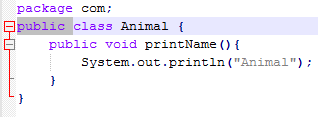 package com;
public class Animal {
    public void printName(){
        System.out.println("Animal");
    }
}